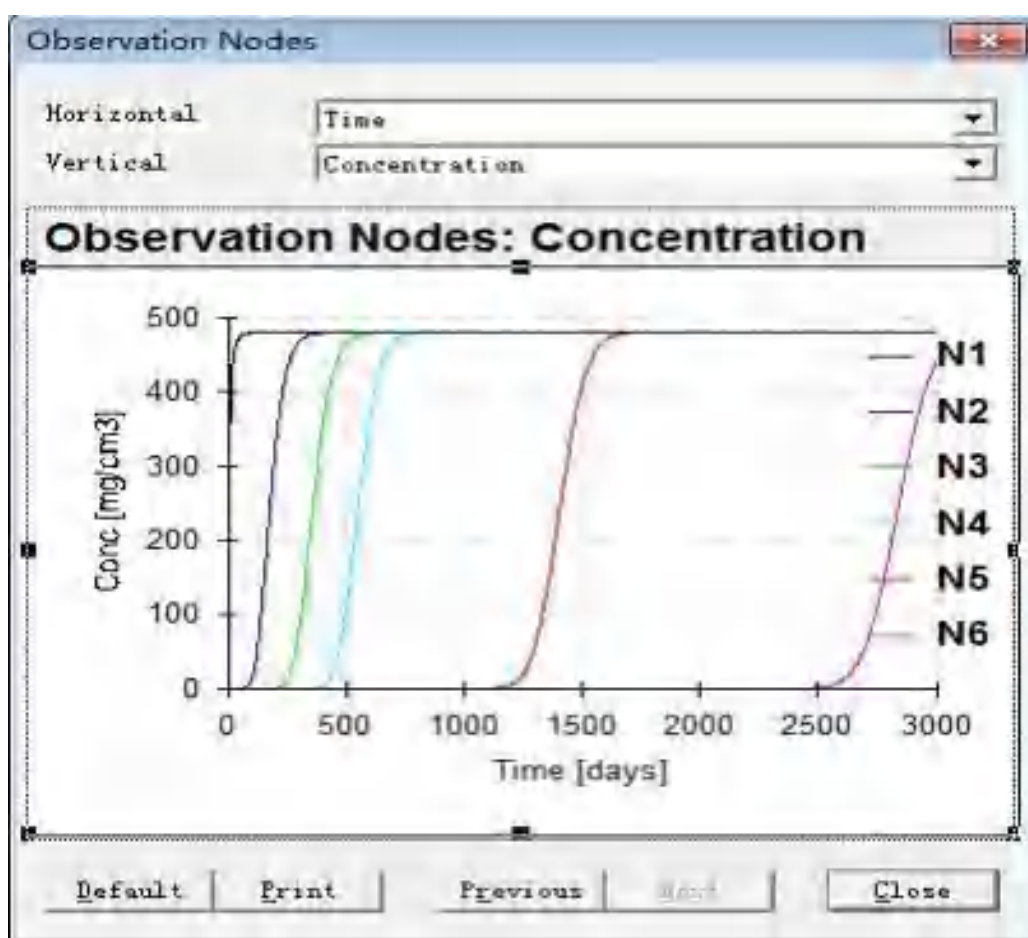 Observation Nodes
Horizontal Time
Vertical Concentration
Observation Nodes: Concentration
500
400
300
200
100
0
Conc [mg/cm3]
0 500 1000 1500 2000 2500 3000
Time [days]
N1
N2
N3
N4
N5
N6
Default Print Previous Next Close